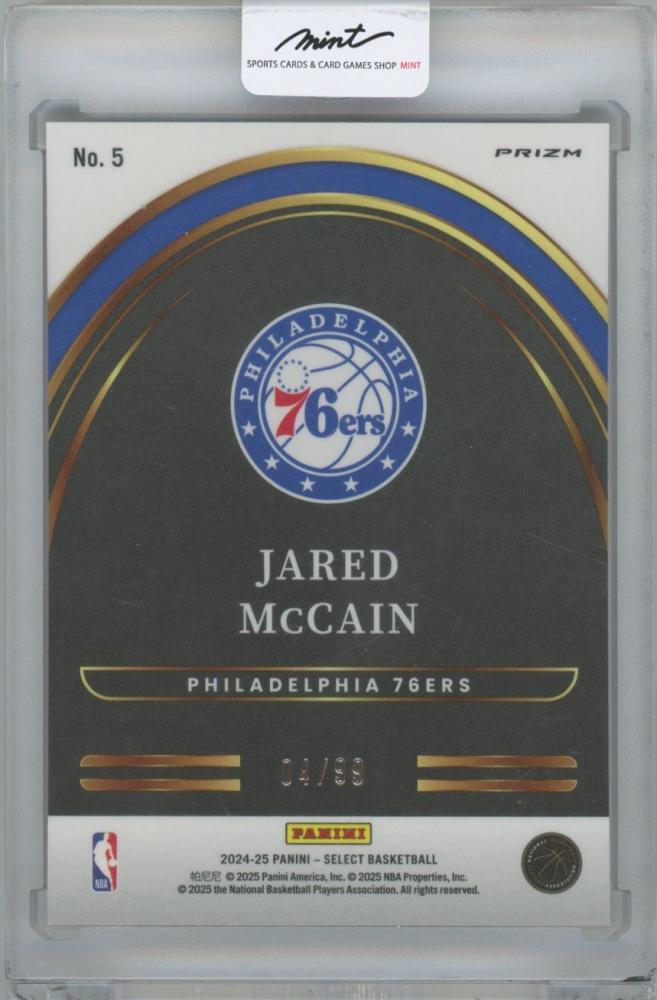 mint
SPORTS CARDS & CARD GAMES SHOP MINT
No. 5
PRIZM
PHILADELPHIA
76ers
JARED
McCAIN
PHILADELPHIA 76ERS
04/99
PANINI
2024-25 PANINI – SELECT BASKETBALL
帕尼尼 © 2025 Panini America, Inc. © 2025 NBA Properties, Inc.
© 2025 the National Basketball Players Association. All rights reserved.
NBA